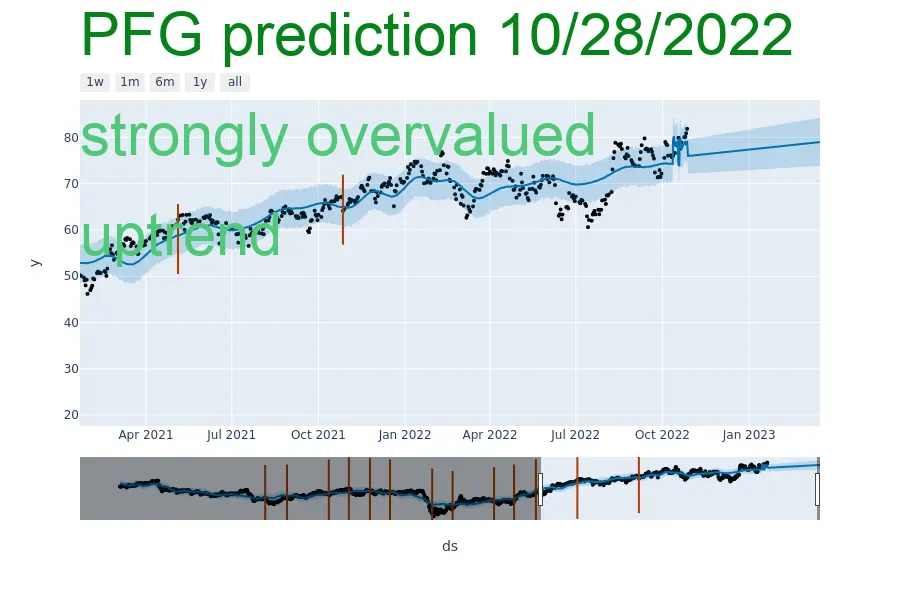 PFG prediction 10/28/2022
1w 1m 6m 1y all
strongly overvalued
uptrend
80
70
60
50
40
30
20
y
Apr 2021 Jul 2021 Oct 2021 Jan 2022 Apr 2022 Jul 2022 Oct 2022 Jan 2023
ds